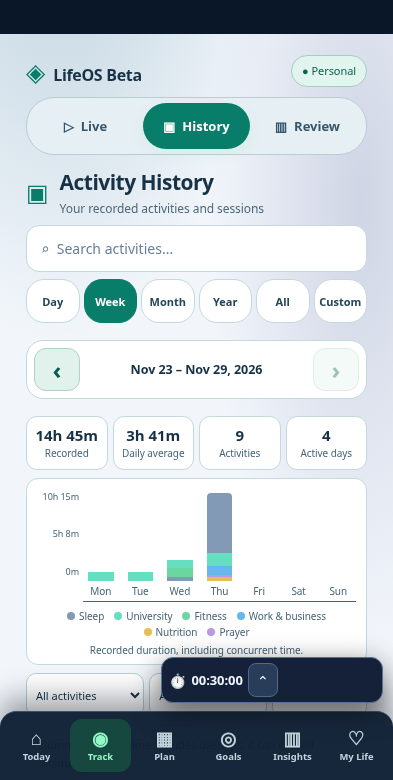 LifeOS Beta
Personal
Live
History
Review
Activity History
Your recorded activities and sessions
Search activities...
Day
Week
Month
Year
All
Custom
Nov 23 – Nov 29, 2026
14h 45m
Recorded
3h 41m
Daily average
9
Activities
4
Active days
10h 15m
5h 8m
0m
Mon Tue Wed Thu Fri Sat Sun
Sleep University Fitness Work & business
Nutrition Prayer
Recorded duration, including concurrent time.
00:30:00
All activities
Today
Track
Plan
Goals
Insights
My Life